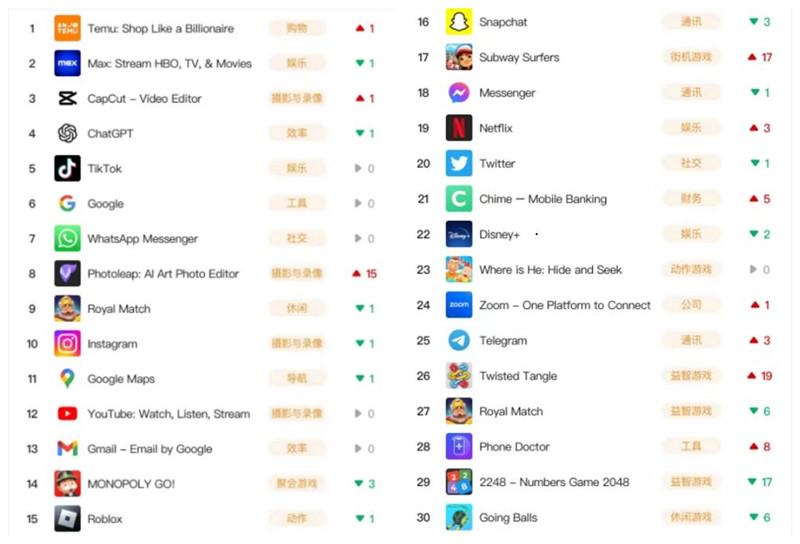 1 Temu: Shop Like a Billionaire 购物 ▲ 1
2 max Max: Stream HBO, TV, & Movies 娱乐 ▼ 1
3 CapCut – Video Editor 摄影与录像 ▲ 1
4 ChatGPT 效率 ▼ 1
5 TikTok 娱乐 ▶ 0
6 Google 工具 ▶ 0
7 WhatsApp Messenger 社交 ▶ 0
8 Photoleap: AI Art Photo Editor 摄影与录像 ▲ 15
9 Royal Match 休闲 ▼ 1
10 Instagram 摄影与录像 ▼ 1
11 Google Maps 导航 ▼ 1
12 YouTube: Watch, Listen, Stream 摄影与录像 ▶ 0
13 Gmail – Email by Google 效率 ▶ 0
14 MONOPOLY GO! 聚会游戏 ▼ 3
15 Roblox 动作 ▼ 1
16 Snapchat 通讯 ▼ 3
17 Subway Surfers 街机游戏 ▲ 17
18 Messenger 通讯 ▼ 1
19 Netflix 娱乐 ▲ 3
20 Twitter 社交 ▼ 1
21 Chime — Mobile Banking 财务 ▲ 5
22 Disney+ Disney+ 娱乐 ▼ 2
23 Where is He: Hide and Seek 动作游戏 ▶ 0
24 zoom Zoom – One Platform to Connect 公司 ▲ 1
25 Telegram 通讯 ▲ 3
26 Twisted Tangle 益智游戏 ▲ 19
27 Royal Match 益智游戏 ▼ 6
28 Phone Doctor 工具 ▲ 8
29 2248 2248 – Numbers Game 2048 益智游戏 ▼ 17
30 Going Balls 休闲游戏 ▼ 6